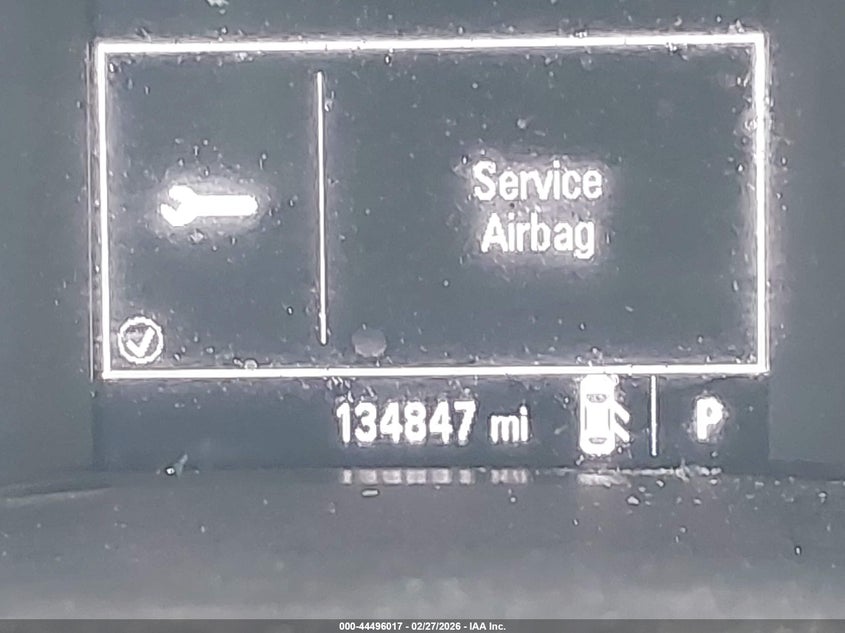 Service
Airbag
134847 mi
P
000-44496017 - 02/27/2026 - IAA Inc.